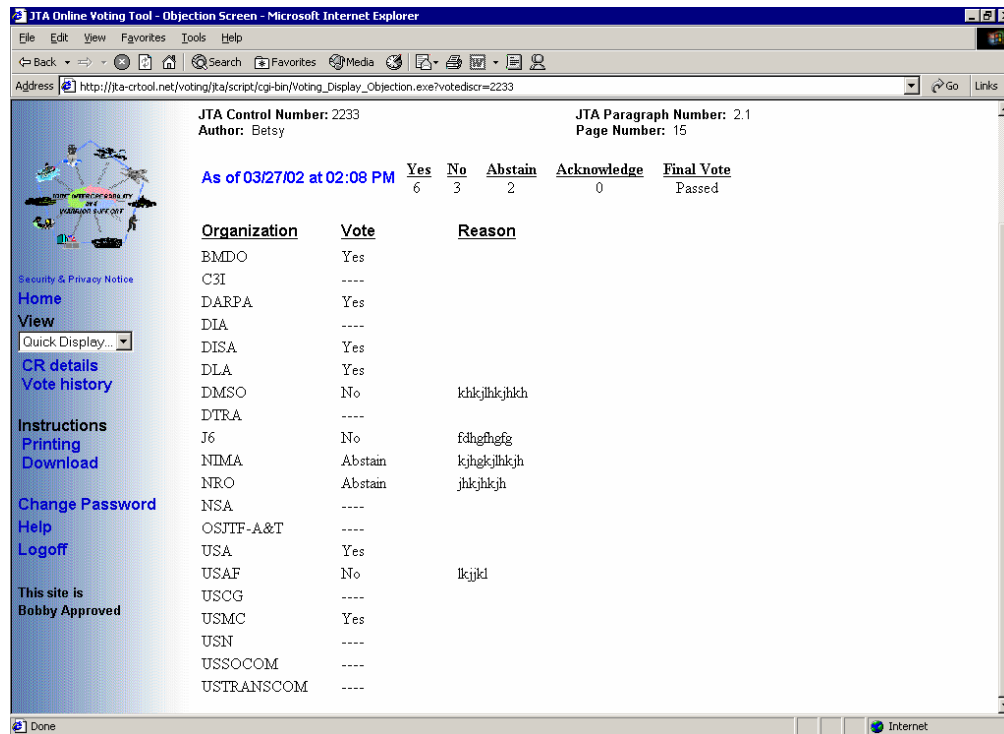 JTA Online Voting Tool - Objection Screen - Microsoft Internet Explorer
File Edit View Favorites Tools Help
Back Search Favorites Media
Address http://jta-crtool.net/voting/jta/script/cgi-bin/Voting_Display_Objection.exe?votediscr=2233 Go Links
JTA Control Number: 2233 JTA Paragraph Number: 2.1
Author: Betsy Page Number: 15
As of 03/27/02 at 02:08 PM Yes No Abstain Acknowledge Final Vote
6 3 2 0 Passed
Organization Vote Reason
BMDO Yes
C3I ----
DARPA Yes
DIA ----
DISA Yes
DLA Yes
DMSO No khkjlhkjhkh
DTRA ----
J6 No fdhgfhgfg
NIMA Abstain kjhgkjlhkjh
NRO Abstain jhkjhkjh
NSA ----
OSJTF-A&T ----
USA Yes
USAF No lkjjkl
USCG ----
USMC Yes
USN ----
USSOCOM ----
USTRANSCOM ----
JOINT INTEROPERABILITY
and
WARRIOR SUPPORT
Security & Privacy Notice
Home
View
Quick Display...
CR details
Vote history
Instructions
Printing
Download
Change Password
Help
Logoff
This site is
Bobby Approved
Done Internet